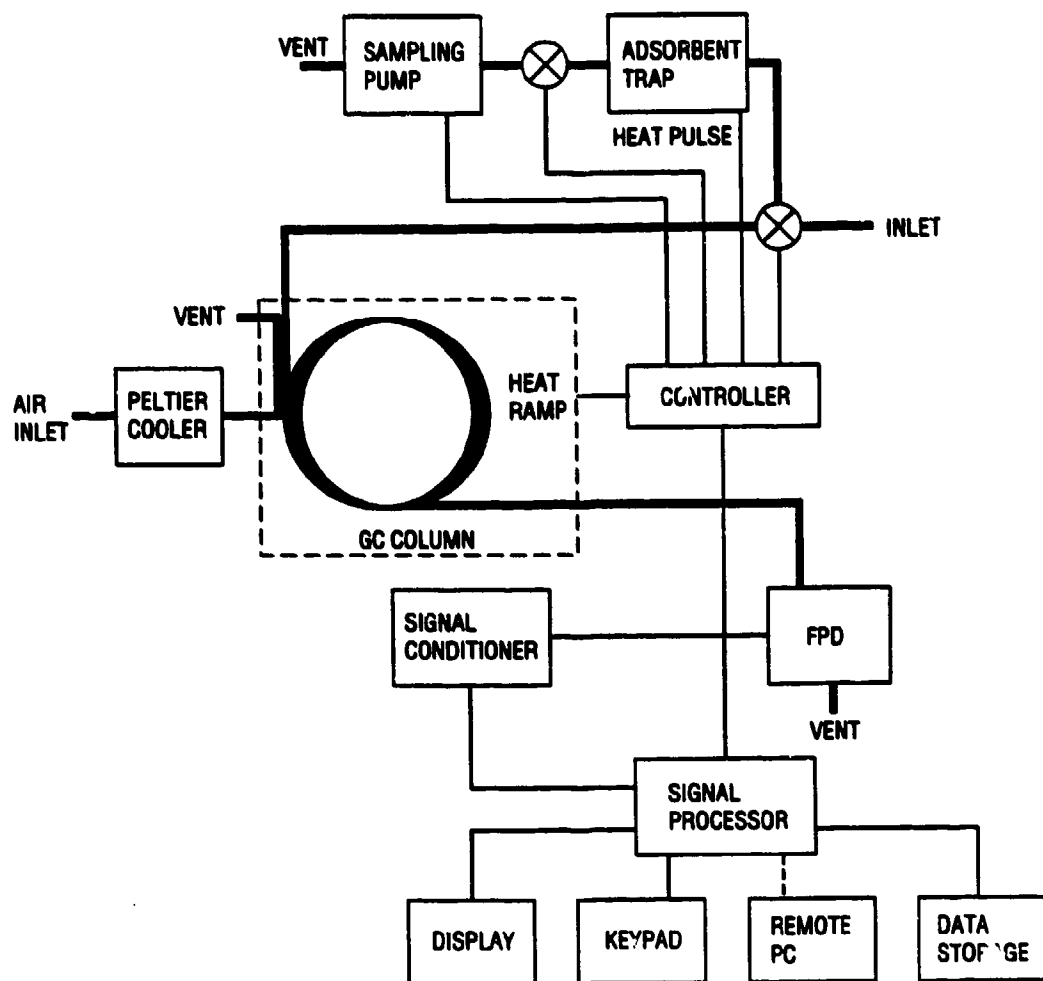 VENT
SAMPLING
PUMP
ADSORBENT
TRAP
HEAT PULSE
INLET
VENT
AIR
INLET
PELTIER
COOLER
HEAT
RAMP
CONTROLLER
GC COLUMN
SIGNAL
CONDITIONER
FPD
VENT
SIGNAL
PROCESSOR
DISPLAY
KEYPAD
REMOTE
PC
DATA
STORAGE